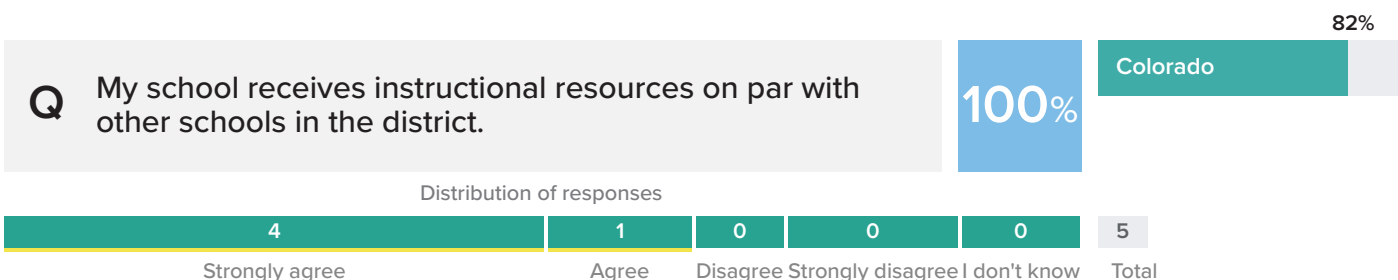 82%
Q My school receives instructional resources on par with
other schools in the district.
100%
Colorado
Distribution of responses
4 1 0 0 0 5
Strongly agree Agree Disagree Strongly disagree I don't know Total